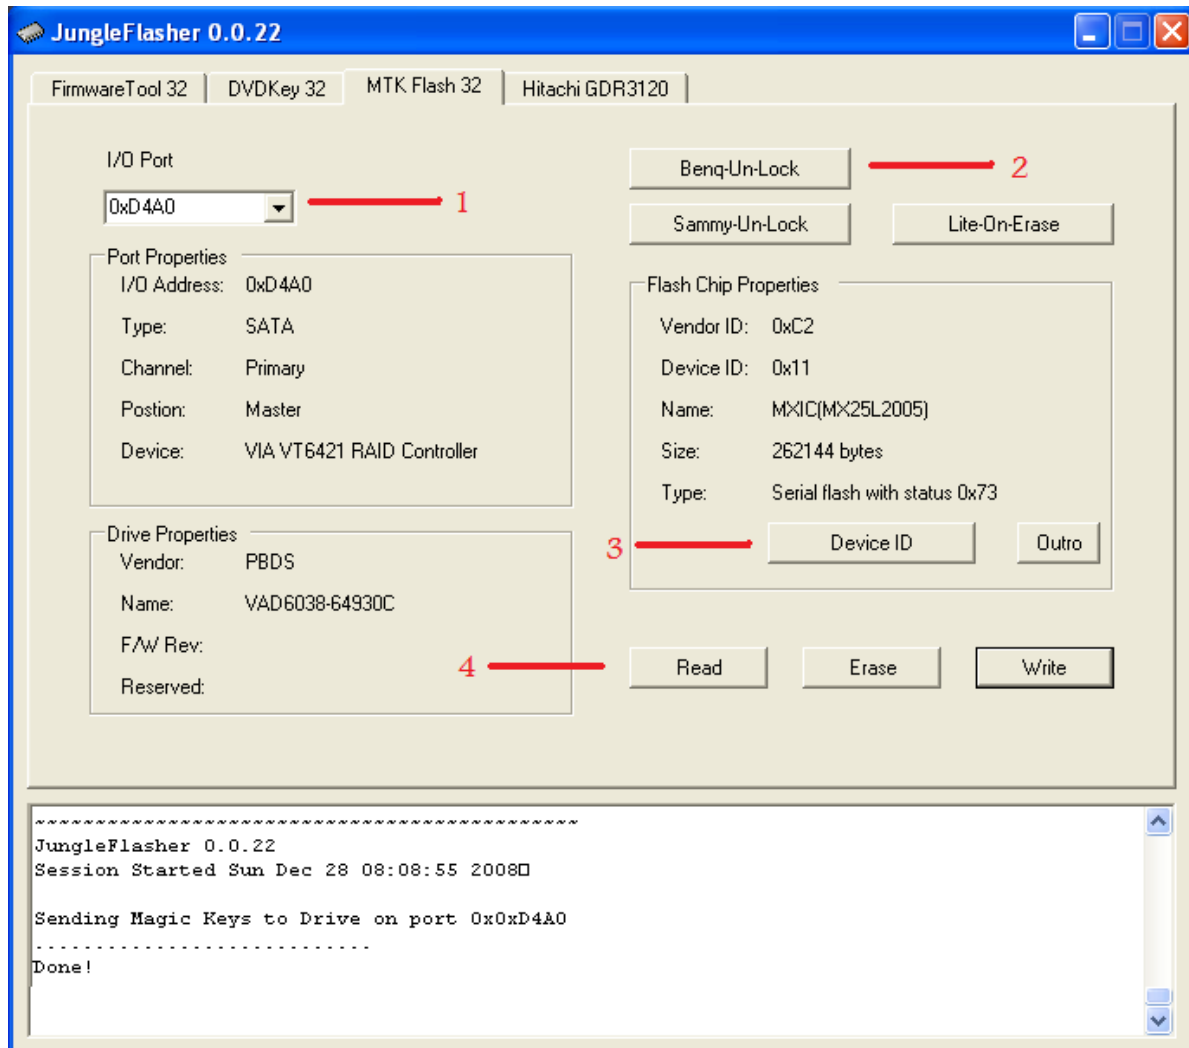 JungleFlasher 0.0.22
FirmwareTool 32
DVDKey 32
MTK Flash 32
Hitachi GDR3120
I/O Port
0xD4A0
1
Port Properties
I/O Address: 0xD4A0
Type: SATA
Channel: Primary
Postion: Master
Device: VIA VT6421 RAID Controller
Drive Properties
Vendor: PBDS
Name: VAD6038-64930C
F/W Rev:
Reserved:
Benq-Un-Lock
2
Sammy-Un-Lock
Lite-On-Erase
Flash Chip Properties
Vendor ID: 0xC2
Device ID: 0x11
Name: MXIC(MX25L2005)
Size: 262144 bytes
Type: Serial flash with status 0x73
3
Device ID
Outro
4
Read
Erase
Write
~~~~~~~~~~~~~~~~~~~~~~~~~~~~~~~~~~~~~~~~~~~~~
JungleFlasher 0.0.22
Session Started Sun Dec 28 08:08:55 2008□
Sending Magic Keys to Drive on port 0x0xD4A0
............................
Done!